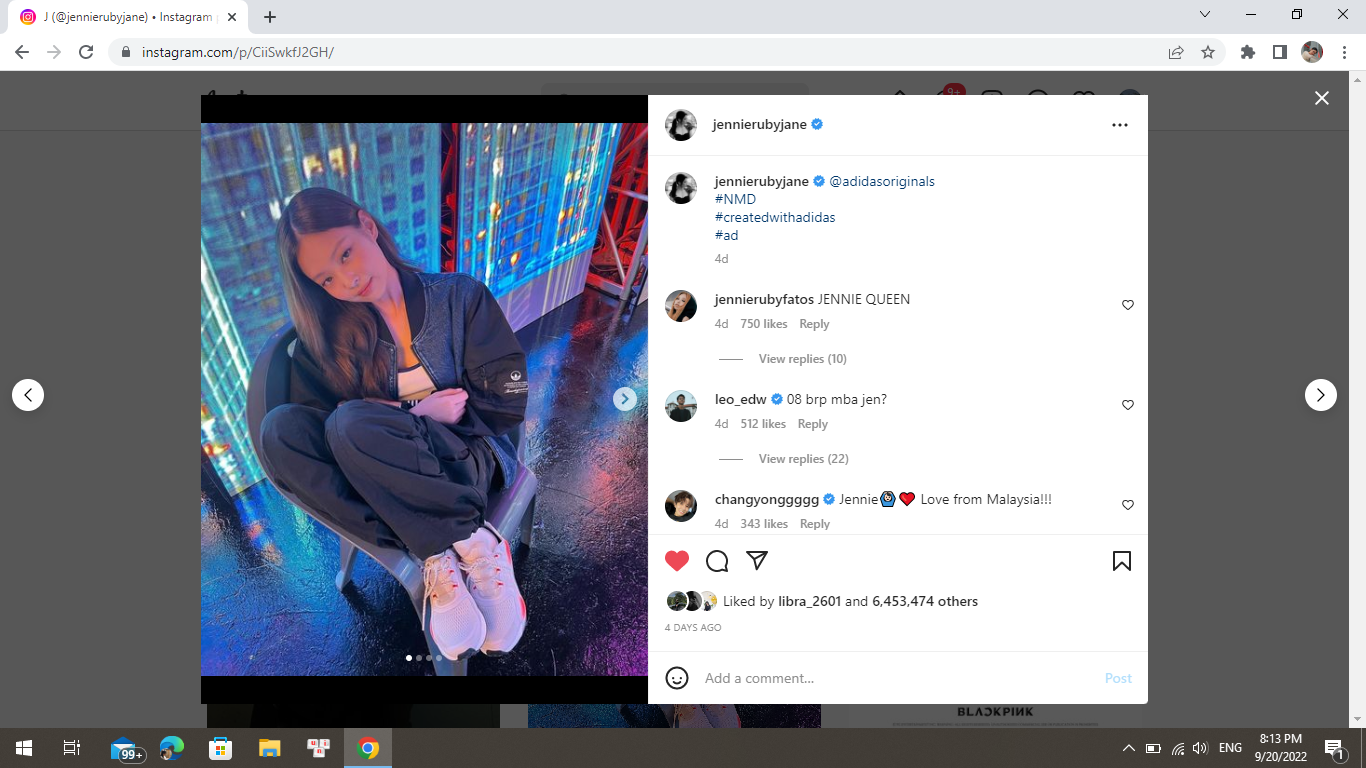 J (@jennierubyjane) • Instagram
instagram.com/p/CiiSwkfJ2GH/
9+
jennierubyjane
jennierubyjane @adidasoriginals
#NMD
#createdwithadidas
#ad
4d
jennierubyfatos JENNIE QUEEN
4d 750 likes Reply
View replies (10)
leo_edw 08 brp mba jen?
4d 512 likes Reply
View replies (22)
changyonggggg Jennie🙆🏻‍♂️❤️ Love from Malaysia!!!
4d 343 likes Reply
Liked by libra_2601 and 6,453,474 others
4 DAYS AGO
Add a comment...
Post
BLACKPINK
99+
ENG
8:13 PM
9/20/2022
1